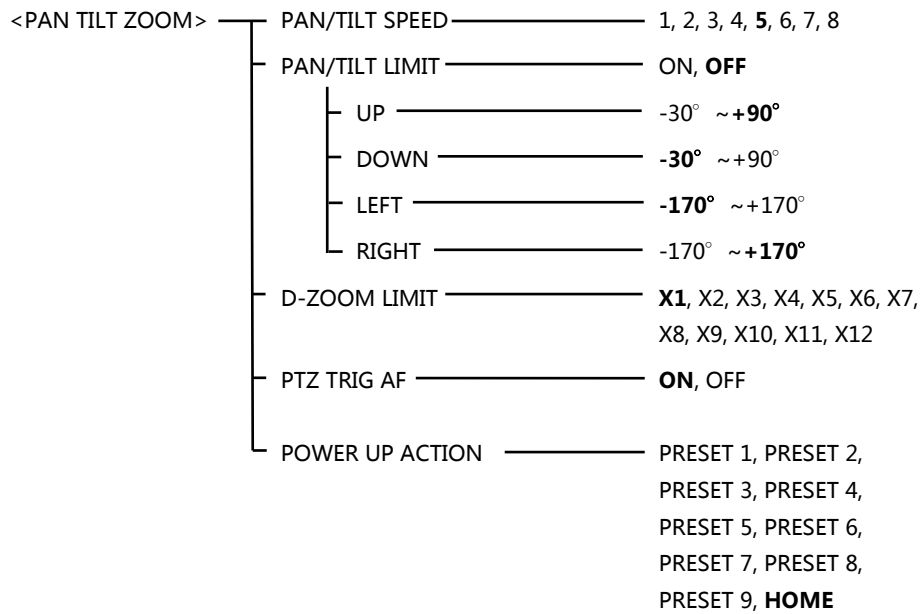 <PAN TILT ZOOM> PAN/TILT SPEED 1, 2, 3, 4, 5, 6, 7, 8
PAN/TILT LIMIT ON, OFF
UP -30° ~+90°
DOWN -30° ~+90°
LEFT -170° ~+170°
RIGHT -170° ~+170°
D-ZOOM LIMIT X1, X2, X3, X4, X5, X6, X7,
X8, X9, X10, X11, X12
PTZ TRIG AF ON, OFF
POWER UP ACTION PRESET 1, PRESET 2,
PRESET 3, PRESET 4,
PRESET 5, PRESET 6,
PRESET 7, PRESET 8,
PRESET 9, HOME